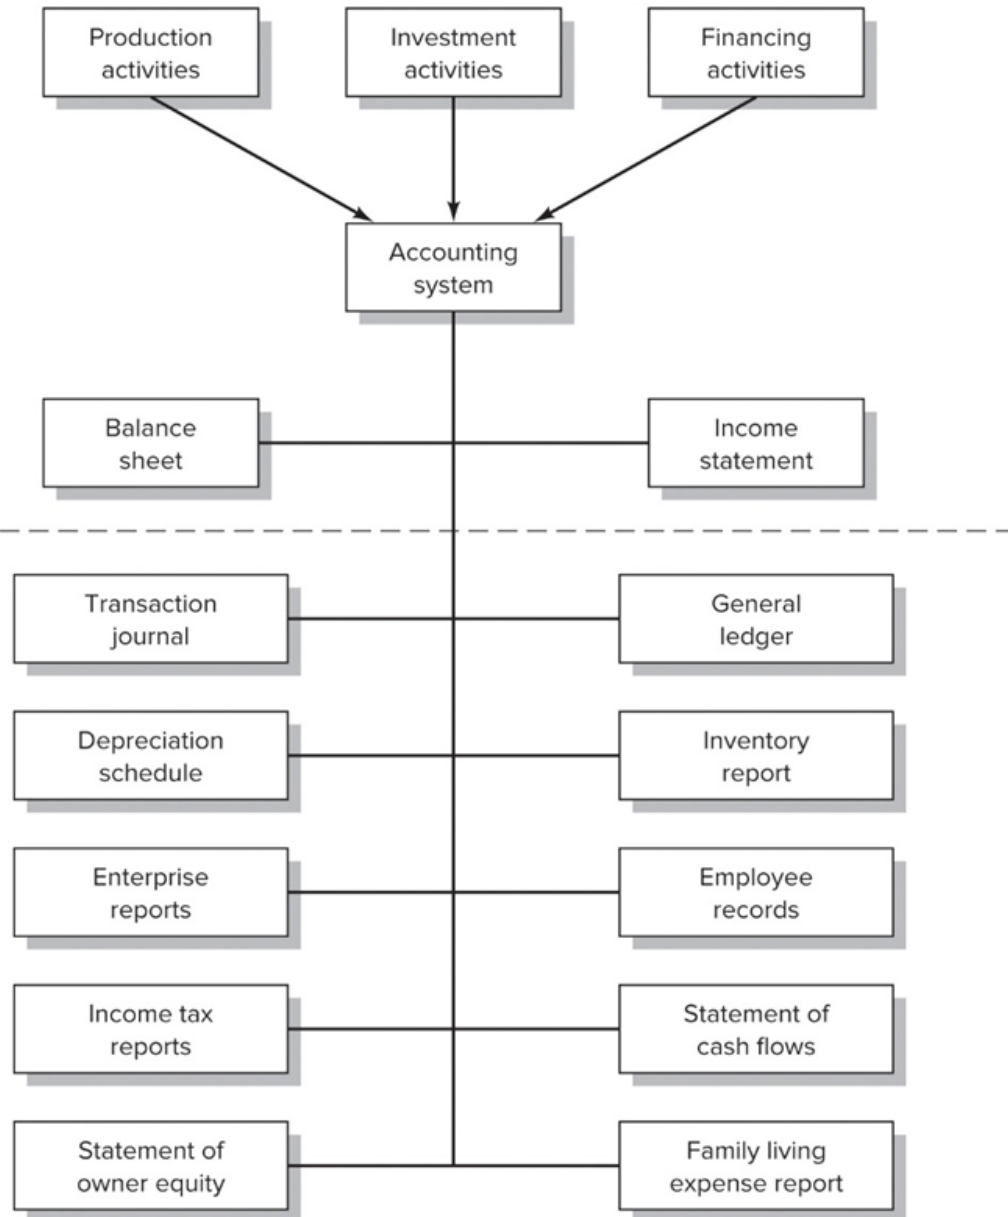 Production
activities
Investment
activities
Financing
activities
Accounting
system
Balance
sheet
Income
statement
Transaction
journal
General
ledger
Depreciation
schedule
Inventory
report
Enterprise
reports
Employee
records
Income tax
reports
Statement of
cash flows
Statement of
owner equity
Family living
expense report